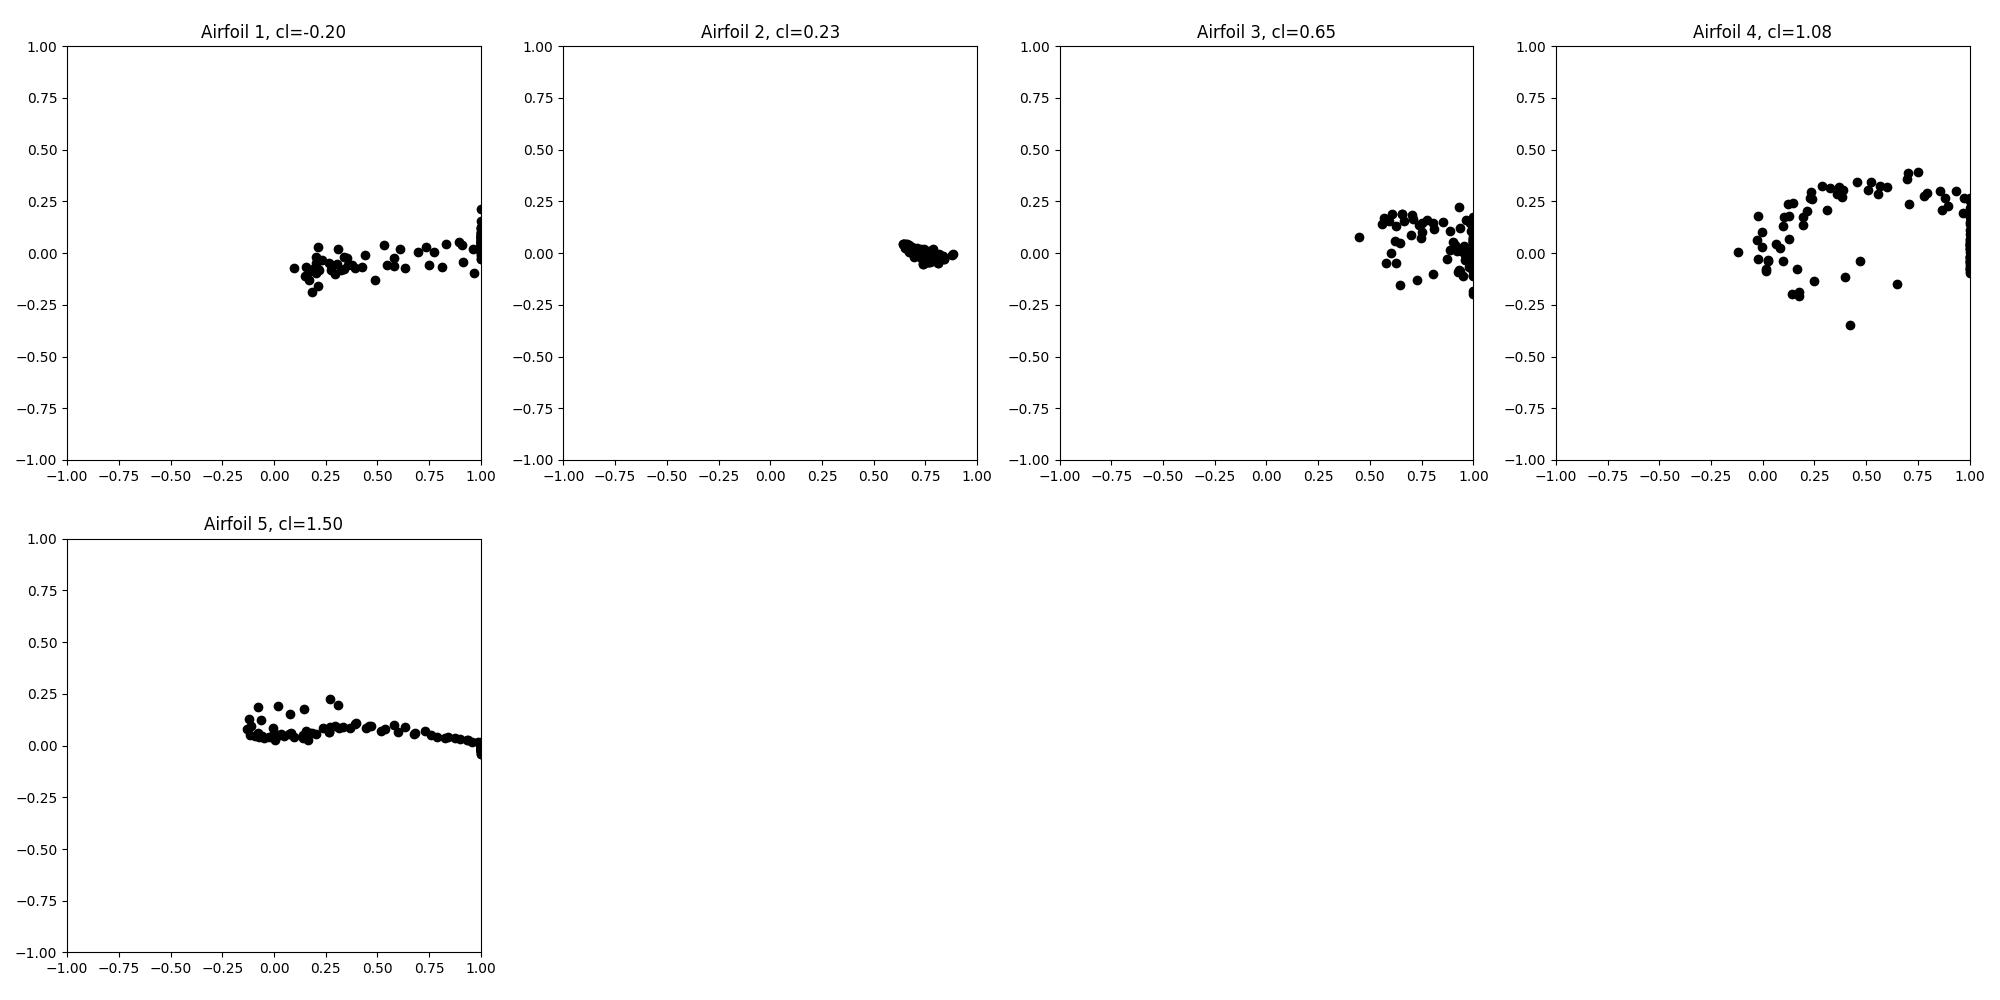 Airfoil 1, cl=-0.20
Airfoil 2, cl=0.23
Airfoil 3, cl=0.65
Airfoil 4, cl=1.08
1.00 1.00 1.00 1.00
0.75 0.75 0.75 0.75
0.50 0.50 0.50 0.50
0.25 0.25 0.25 0.25
0.00 0.00 0.00 0.00
−0.25 −0.25 −0.25 −0.25
−0.50 −0.50 −0.50 −0.50
−0.75 −0.75 −0.75 −0.75
−1.00 −1.00 −1.00 −1.00
−1.00 −0.75 −0.50 −0.25 0.00 0.25 0.50 0.75 1.00
−1.00 −0.75 −0.50 −0.25 0.00 0.25 0.50 0.75 1.00
−1.00 −0.75 −0.50 −0.25 0.00 0.25 0.50 0.75 1.00
−1.00 −0.75 −0.50 −0.25 0.00 0.25 0.50 0.75 1.00
Airfoil 5, cl=1.50
1.00
0.75
0.50
0.25
0.00
−0.25
−0.50
−0.75
−1.00
−1.00 −0.75 −0.50 −0.25 0.00 0.25 0.50 0.75 1.00